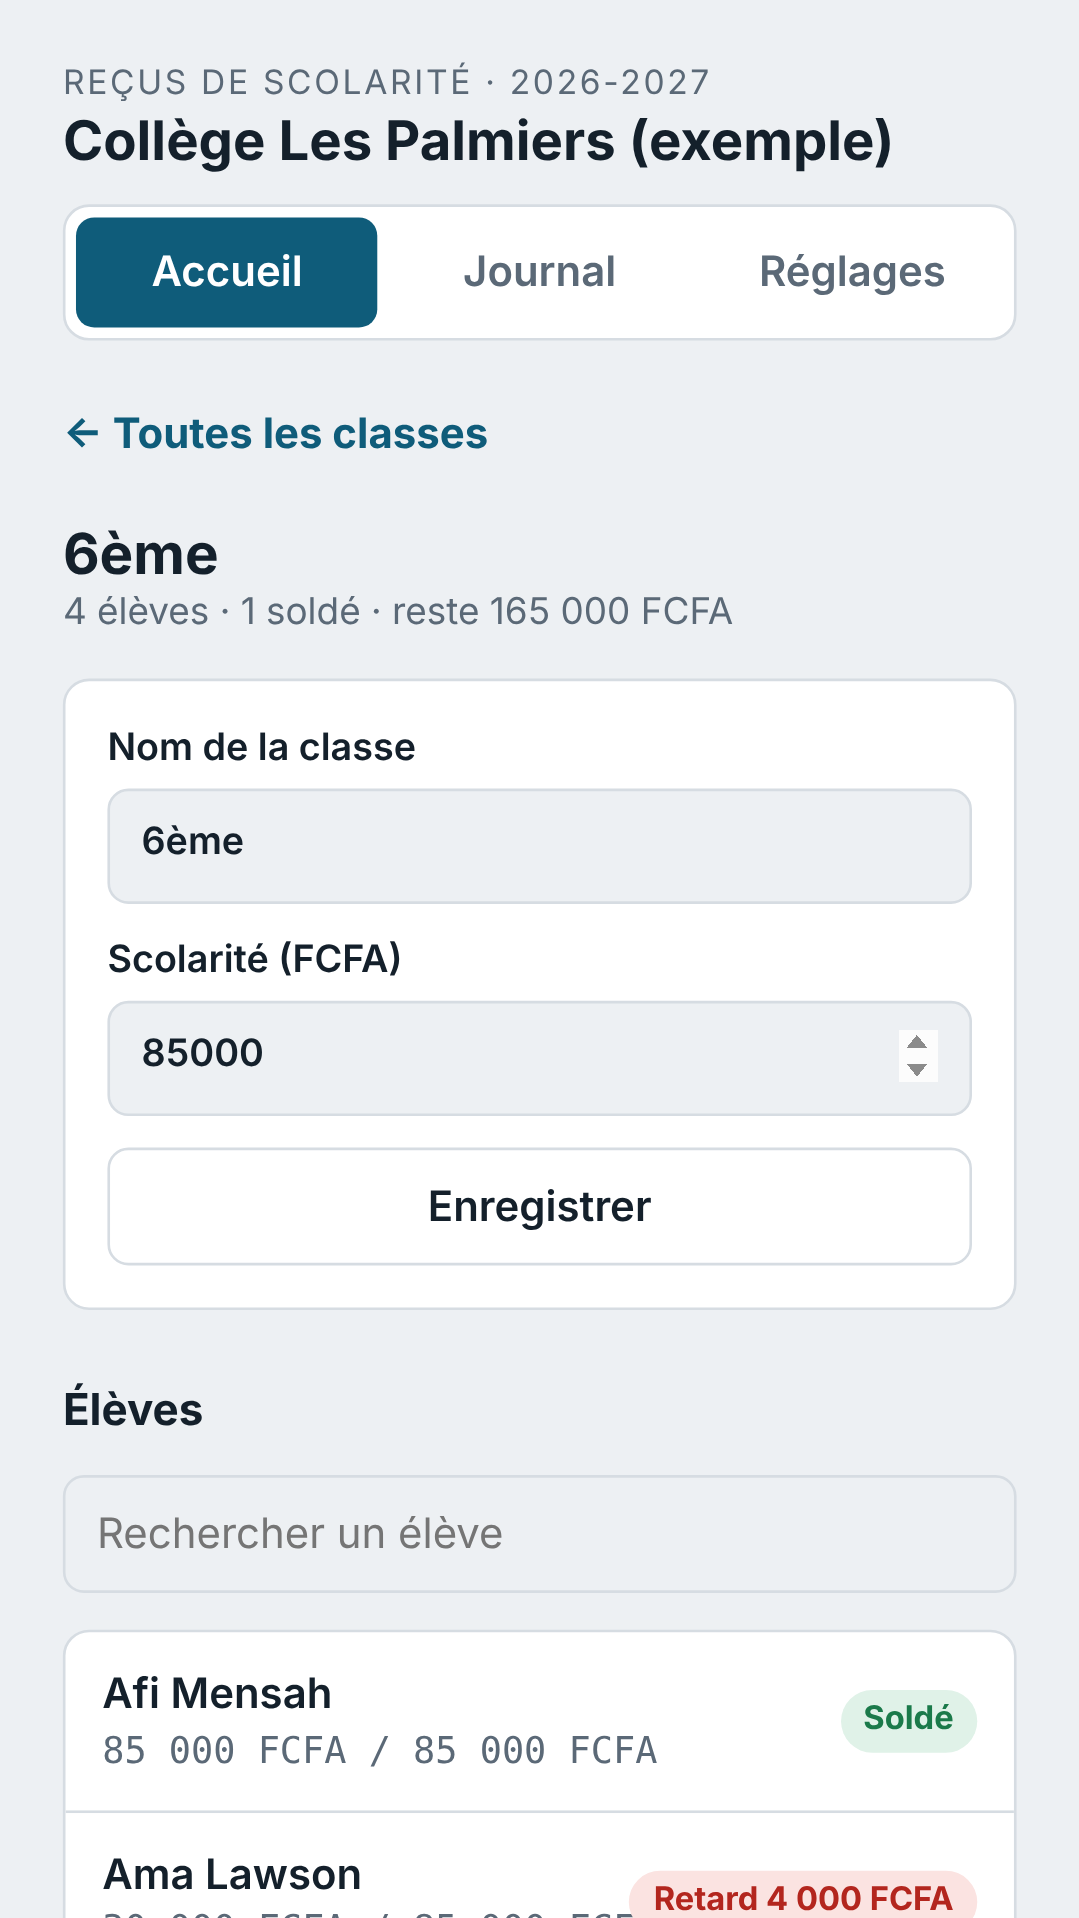 REÇUS DE SCOLARITÉ · 2026-2027
Collège Les Palmiers (exemple)
Accueil Journal Réglages
← Toutes les classes
6ème
4 élèves · 1 soldé · reste 165 000 FCFA
Nom de la classe
6ème
Scolarité (FCFA)
85000
Enregistrer
Élèves
Rechercher un élève
Afi Mensah
Soldé
85 000 FCFA / 85 000 FCFA
Ama Lawson
Retard 4 000 FCFA